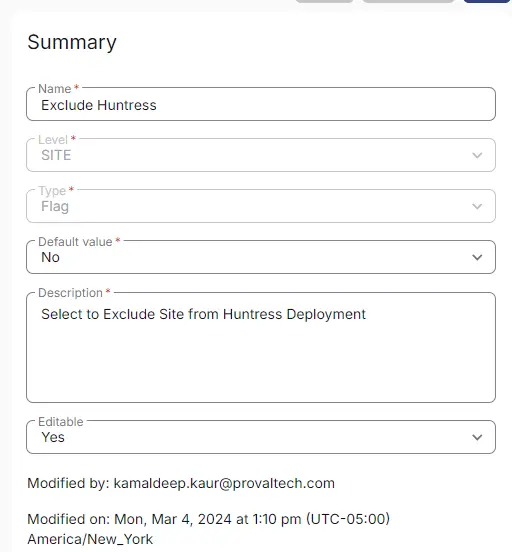 Summary
Name *
Exclude Huntress
Level *
SITE
Type *
Flag
Default value *
No
Description *
Select to Exclude Site from Huntress Deployment
Editable
Yes
Modified by: kamaldeep.kaur@provaltech.com
Modified on: Mon, Mar 4, 2024 at 1:10 pm (UTC-05:00)
America/New_York